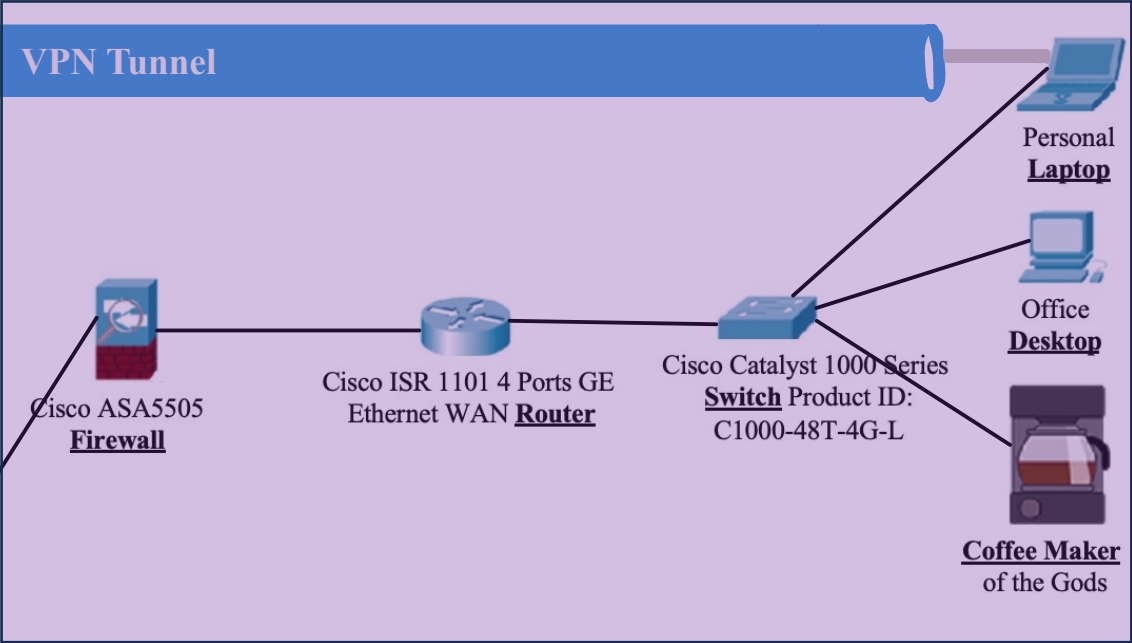 VPN Tunnel
Personal
Laptop
Office
Desktop
Cisco ASA5505
Firewall
Cisco ISR 1101 4 Ports GE
Ethernet WAN Router
Cisco Catalyst 1000 Series
Switch Product ID:
C1000-48T-4G-L
Coffee Maker
of the Gods